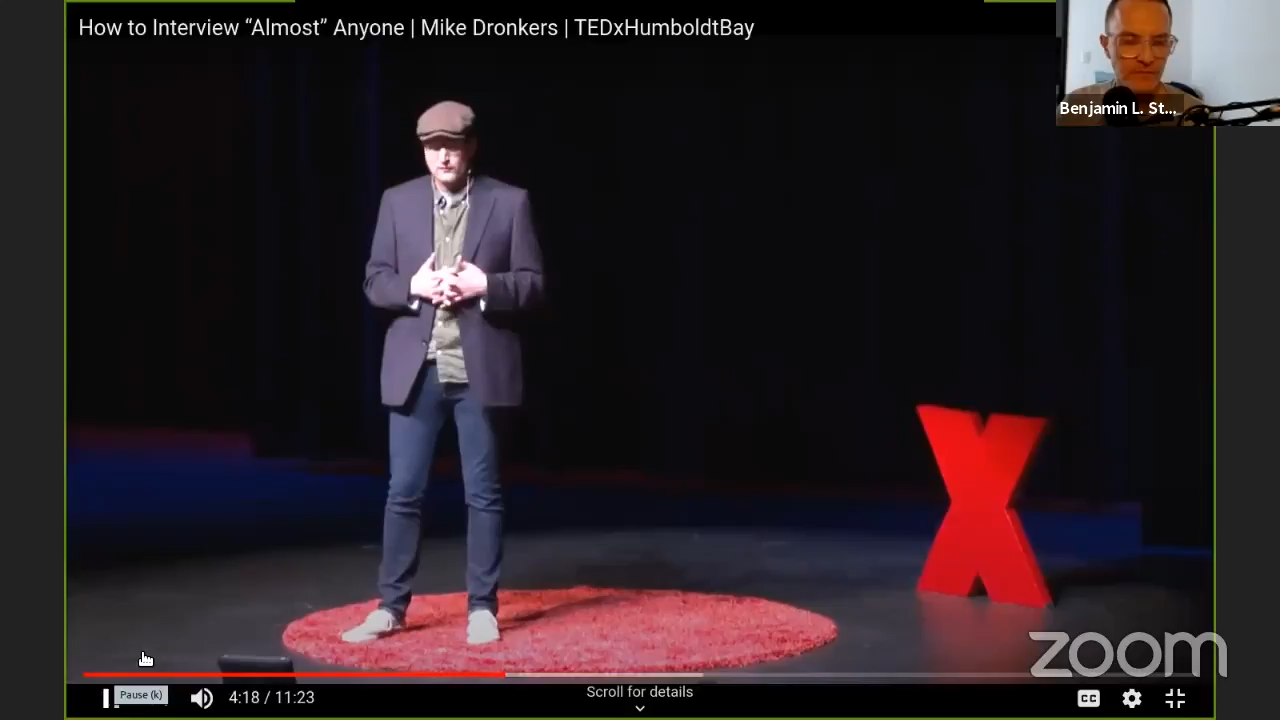 How to Interview “Almost” Anyone | Mike Dronkers | TEDxHumboldtBay
Benjamin L. St...
X
zoom
Scroll for details
Pause (k)
4:18 / 11:23
CC